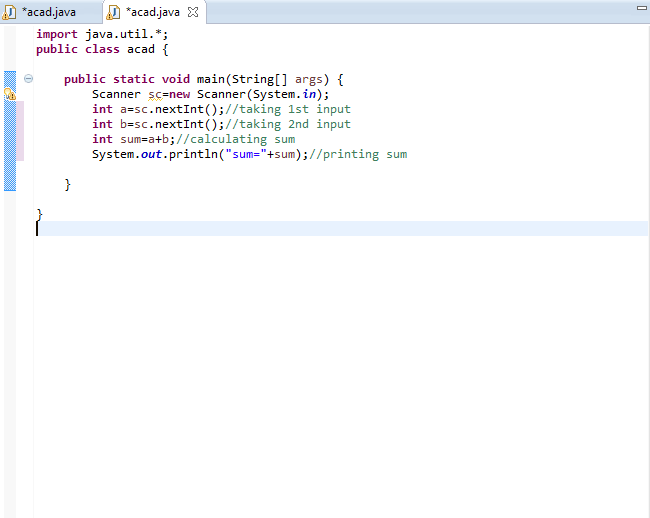 *acad.java
*acad.java
import java.util.*;
public class acad {
public static void main(String[] args) {
Scanner sc=new Scanner(System.in);
int a=sc.nextInt();//taking 1st input
int b=sc.nextInt();//taking 2nd input
int sum=a+b;//calculating sum
System.out.println("sum="+sum);//printing sum
}
}